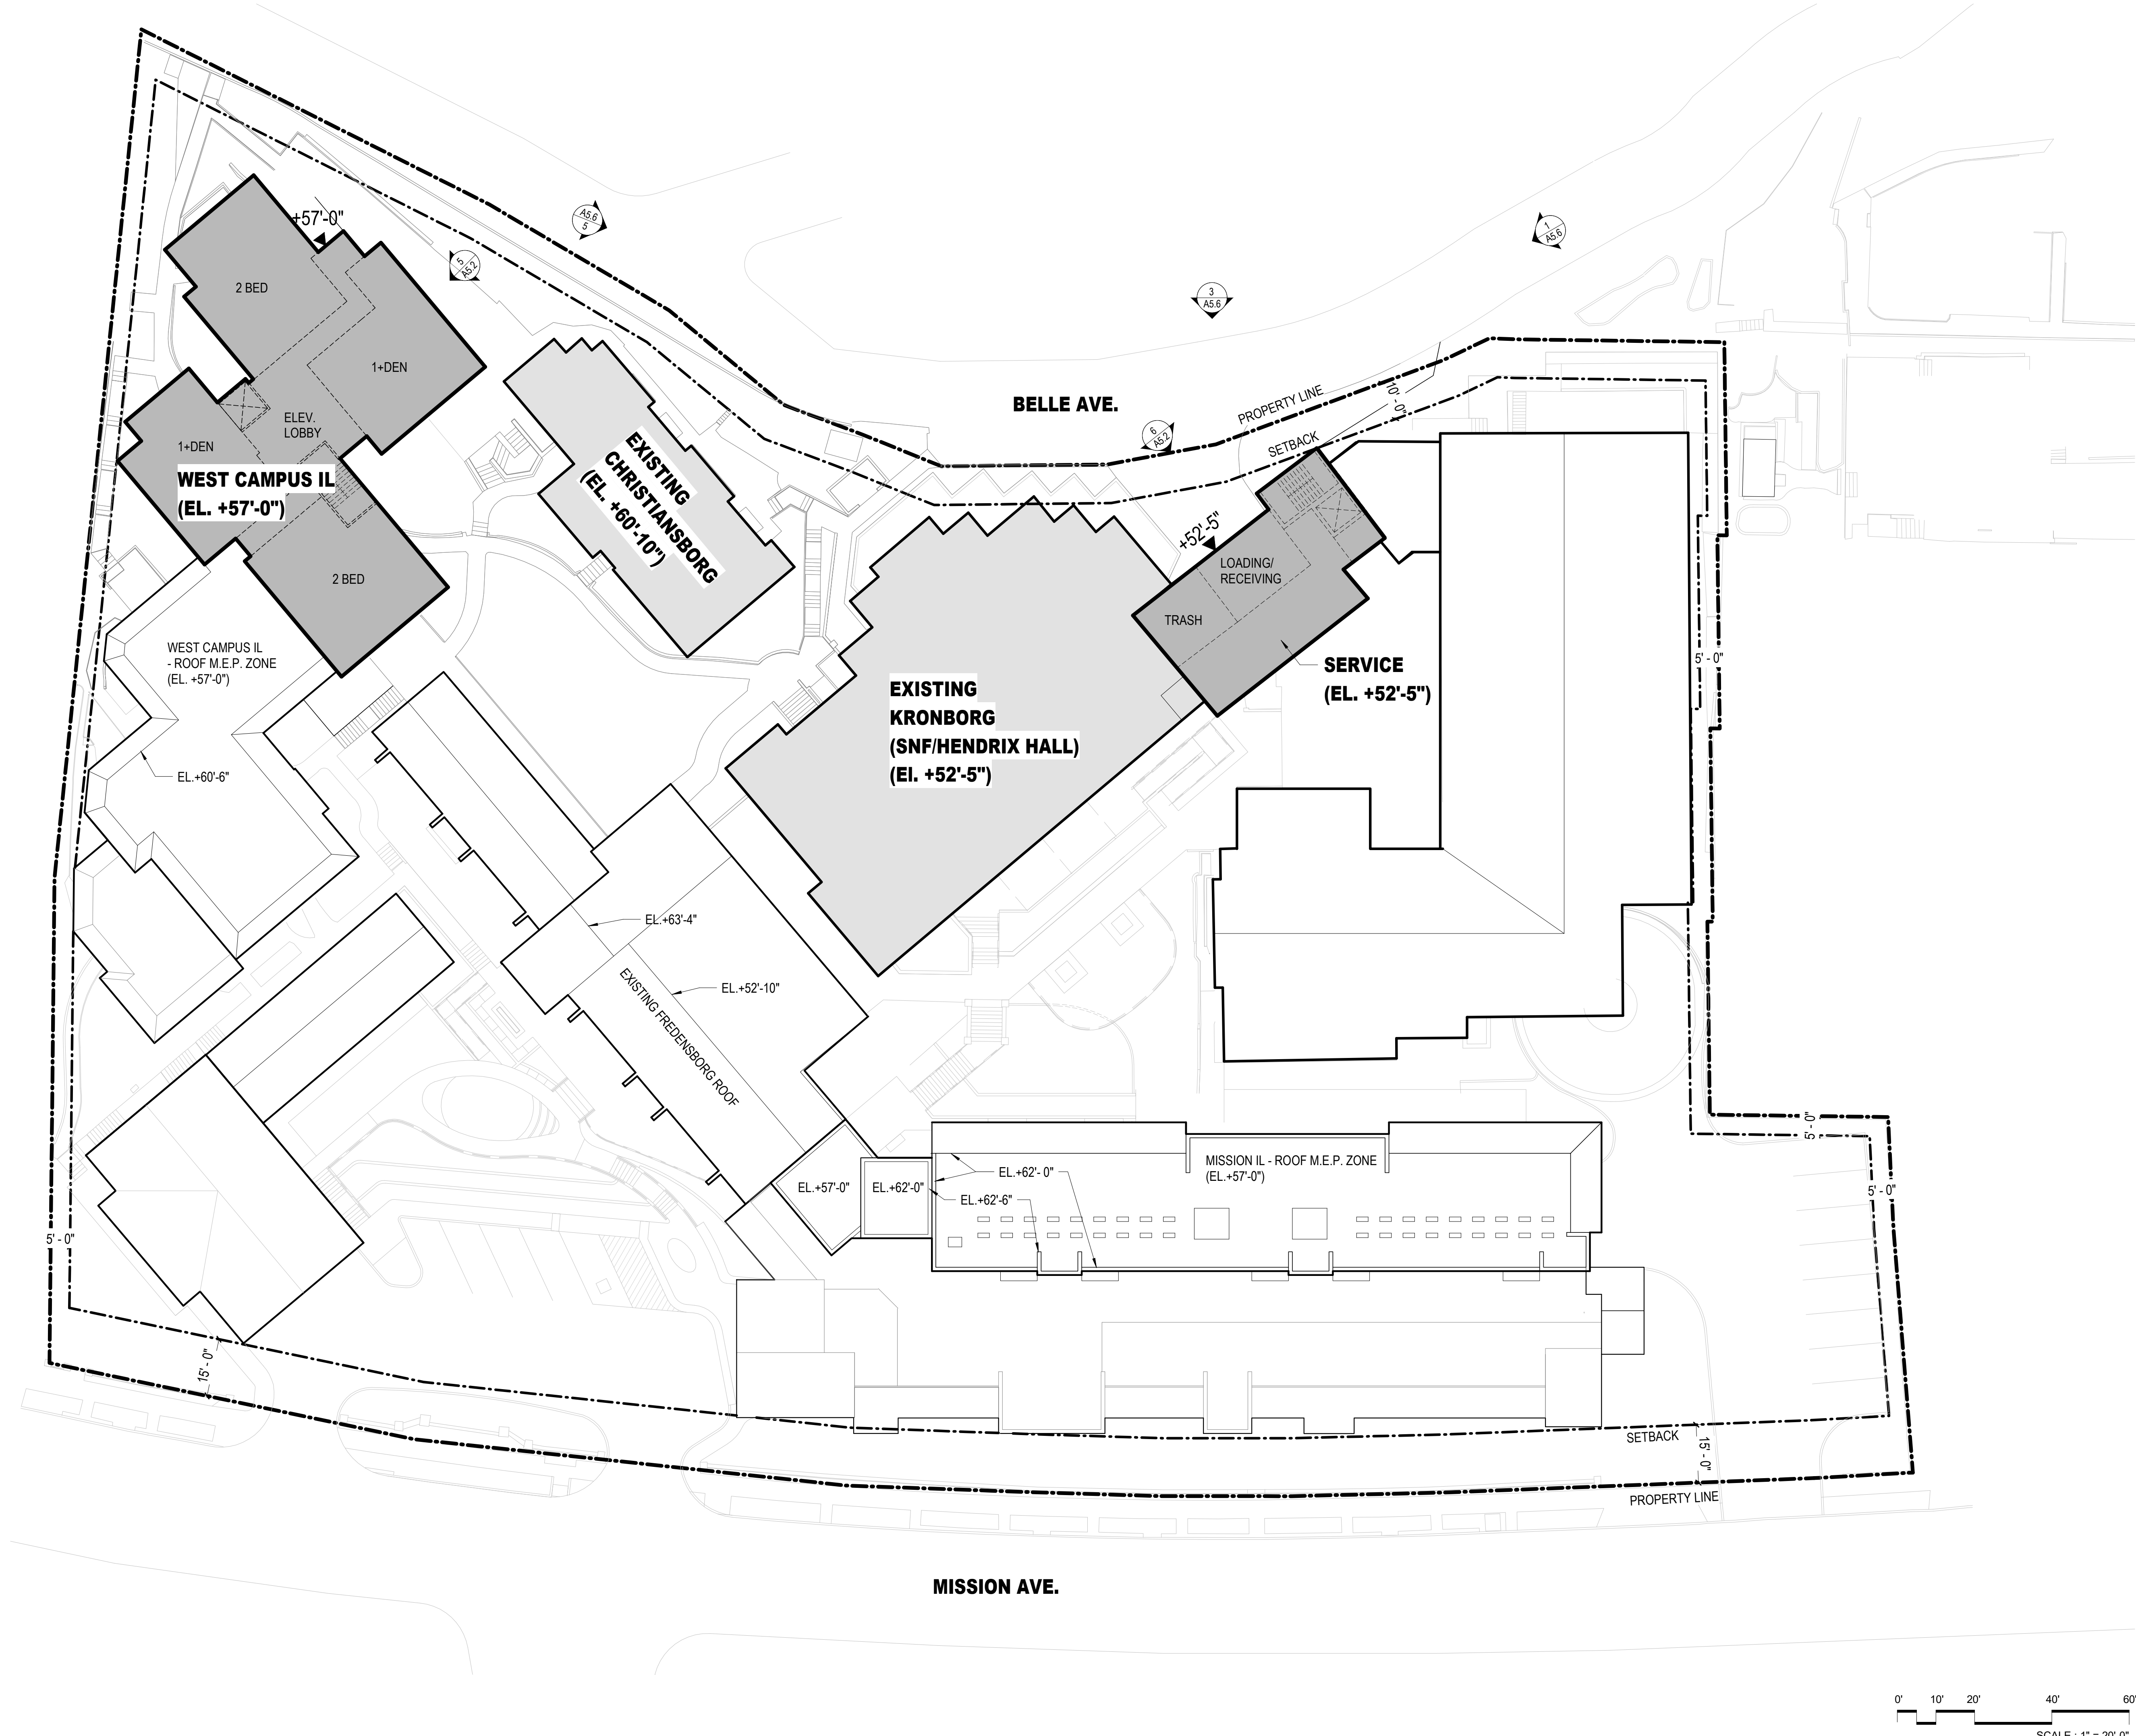 +57'-0"
A5.6
5
1
A5.6
5
A5.2
2 BED
3
A5.6
1+DEN
BELLE AVE.
PROPERTY LINE
10' - 0"
ELEV.
LOBBY
6
A5.2
SETBACK
1+DEN
WEST CAMPUS IL
(EL. +57'-0")
EXISTING
CHRISTIANSBORG
(EL. +60'-10")
+52'-5"
LOADING/
RECEIVING
2 BED
TRASH
WEST CAMPUS IL
- ROOF M.E.P. ZONE
(EL. +57'-0")
SERVICE
(EL. +52'-5")
5' - 0"
EXISTING
KRONBORG
(SNF/HENDRIX HALL)
(El. +52'-5")
EL.+60'-6"
EL.+63'-4"
EL.+52'-10"
EXISTING FREDENSBORG ROOF
5' - 0"
MISSION IL - ROOF M.E.P. ZONE
(EL.+57'-0")
EL.+62'- 0"
EL.+57'-0"
EL.+62'-0"
EL.+62'-6"
5' - 0"
5' - 0"
15' - 0"
SETBACK
15' - 0"
PROPERTY LINE
MISSION AVE.
0' 10' 20' 40' 60'
SCALE : 1" = 20'-0"